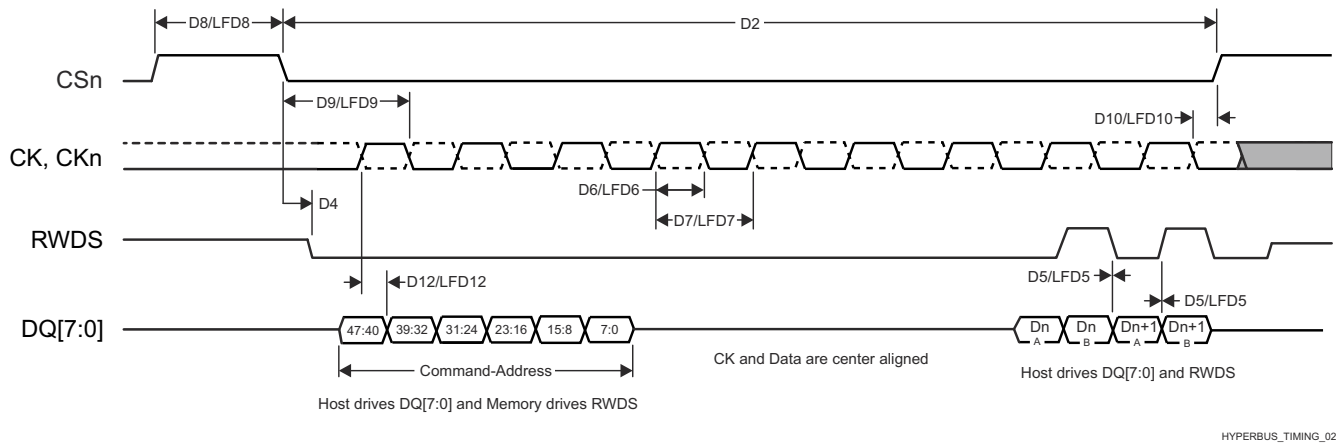 D8/LFD8
D2
CSn
D9/LFD9
D10/LFD10
CK, CKn
D6/LFD6
D4
D7/LFD7
RWDS
D12/LFD12
D5/LFD5
D5/LFD5
DQ[7:0]
47:40 39:32 31:24 23:16 15:8 7:0
Dn Dn Dn+1 Dn+1
A B A B
CK and Data are center aligned
Command-Address
Host drives DQ[7:0] and RWDS
Host drives DQ[7:0] and Memory drives RWDS
HYPERBUS_TIMING_02